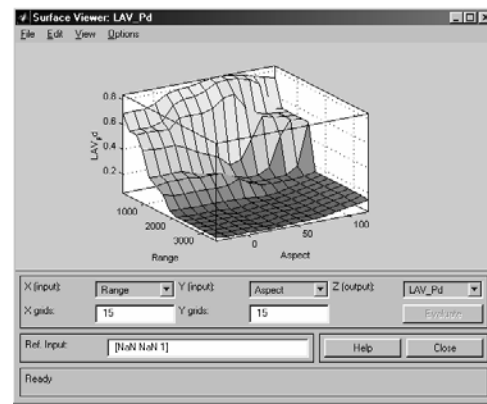 Surface Viewer: LAV_Pd
File Edit View Options
0.8
0.6
0.4
0.2
LAV_Pd
1000
2000
3000
Range
0
50
100
Aspect
X (input): Range Y (input): Aspect Z (output): LAV_Pd
X grids: 15 Y grids: 15 Evaluate
Ref. Input: [NaN NaN 1] Help Close
Ready